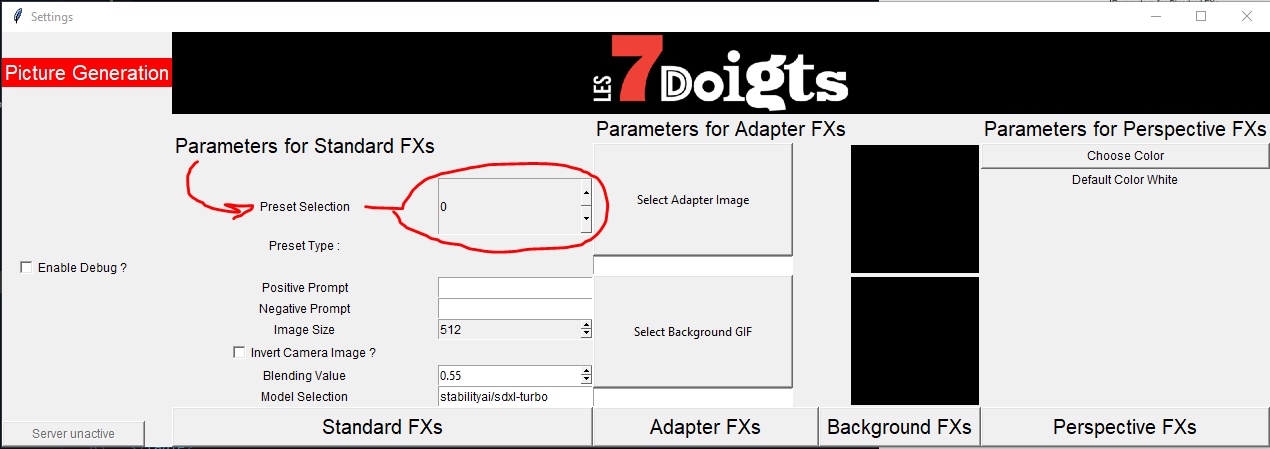 Settings
Picture Generation
LES 7 DOigts
Parameters for Standard FXs
Parameters for Adapter FXs
Parameters for Perspective FXs
Choose Color
Default Color White
Preset Selection
0
Select Adapter Image
Preset Type :
Enable Debug ?
Positive Prompt
Negative Prompt
Image Size
512
Select Background GIF
Invert Camera Image ?
Blending Value
0.55
Model Selection
stabilityai/sdxl-turbo
Server unactive
Standard FXs
Adapter FXs
Background FXs
Perspective FXs